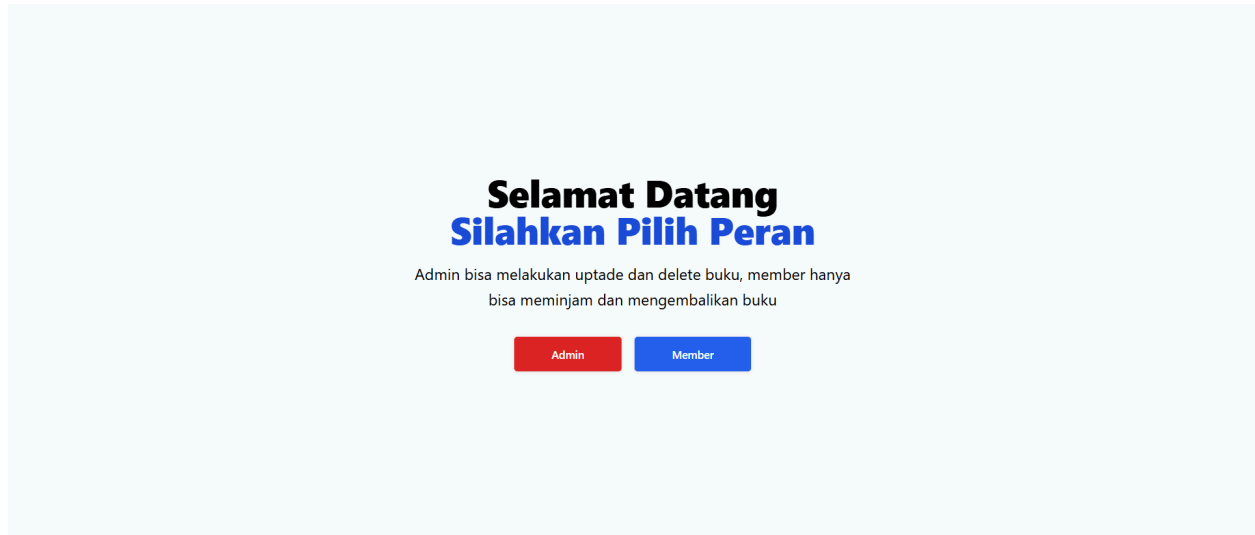 Selamat Datang
Silahkan Pilih Peran
Admin bisa melakukan uptade dan delete buku, member hanya
bisa meminjam dan mengembalikan buku
Admin
Member